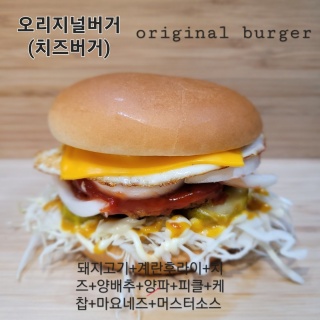 오리지널버거
(치즈버거)
original burger
돼지고기+계란후라이+치
즈+양배추+양파+피클+케
찹+마요네즈+머스터소스